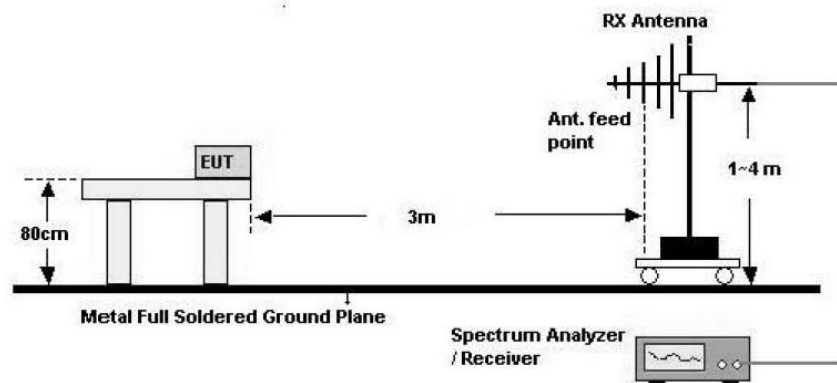 RX Antenna
Ant. feed
point
EUT
1~4 m
3m
80cm
Metal Full Soldered Ground Plane
Spectrum Analyzer
/ Receiver